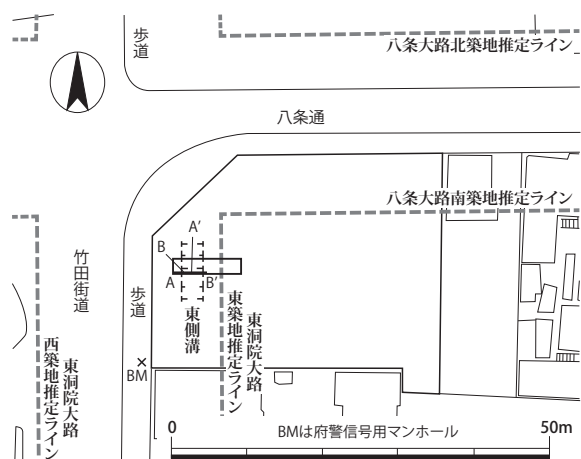 歩道
八条大路北築地推定ライン
八条通
八条大路南築地推定ライン
A'
B
A
B'
竹田街道
歩道
東側溝
東洞院大路
東築地推定ライン
BM
東洞院大路
西築地推定ライン
0
50m
BMは府警信号用マンホール